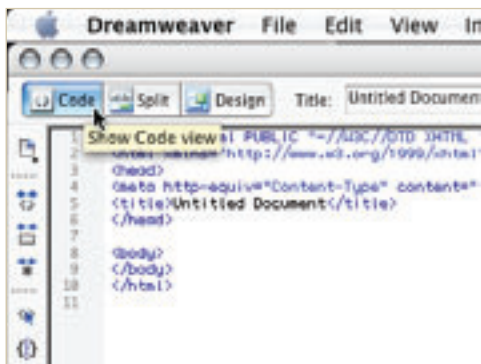 Dreamweaver File Edit View
Code Split Design Title: Untitled Documen
Show Code view
1 PUBLIC "-//W3C//DTD XHTML
2 <html xmlns="http://www.w3.org/1999/xhtml"
3 <head>
4 <meta http-equiv="Content-Type" content="
5 <title>Untitled Document</title>
6 </head>
7
8 <body>
9 </body>
10 </html>
11